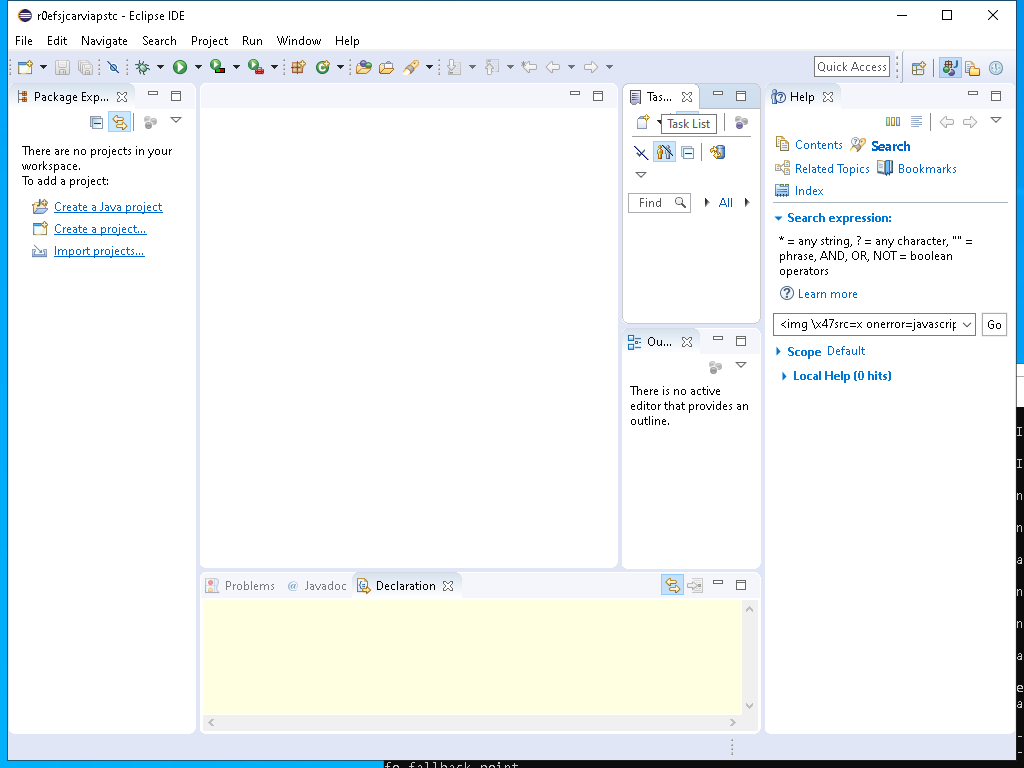 r0efsjcarviapstc - Eclipse IDE
File Edit Navigate Search Project Run Window Help
Quick Access
Package Exp...
Tas...
Help
Task List
There are no projects in your
workspace.
To add a project:
Create a Java project
Create a project...
Import projects...
Find
All
Contents
Search
Related Topics
Bookmarks
Index
Search expression:
* = any string, ? = any character, "" =
phrase, AND, OR, NOT = boolean
operators
Learn more
<img \x47src=x onerror=javascrip
Go
Scope Default
Local Help (0 hits)
Ou...
There is no active
editor that provides an
outline.
Problems
@ Javadoc
Declaration
fo fallback point